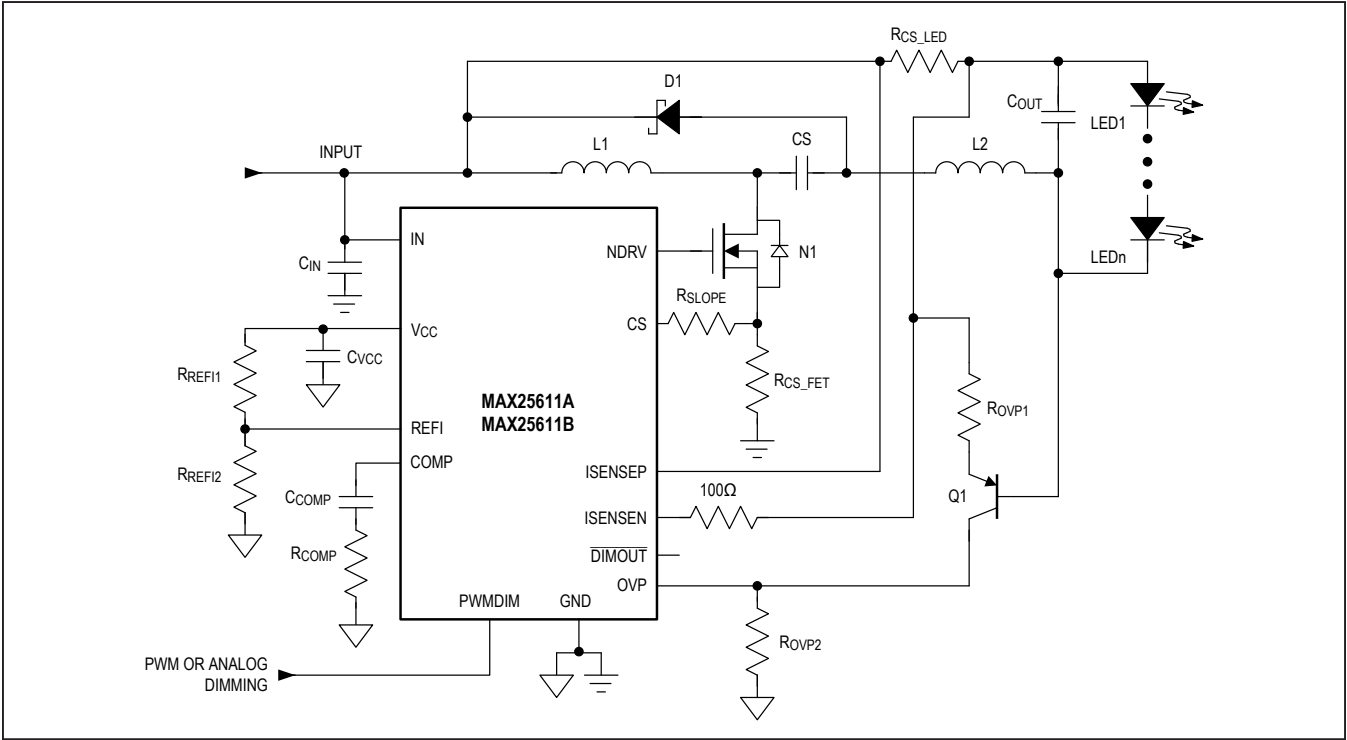 RCS_LED
D1
COUT
LED1
INPUT
L1
CS
L2
IN
NDRV
N1
LEDn
CIN
RSLOPE
VCC
CS
CVCC
RREFI1
RCS_FET
MAX25611A
MAX25611B
ROVP1
REFI
COMP
ISENSEP
RREFI2
CCOMP
100Ω
Q1
ISENSEN
RCOMP
DIMOUT
OVP
PWMDIM
GND
ROVP2
PWM OR ANALOG
DIMMING